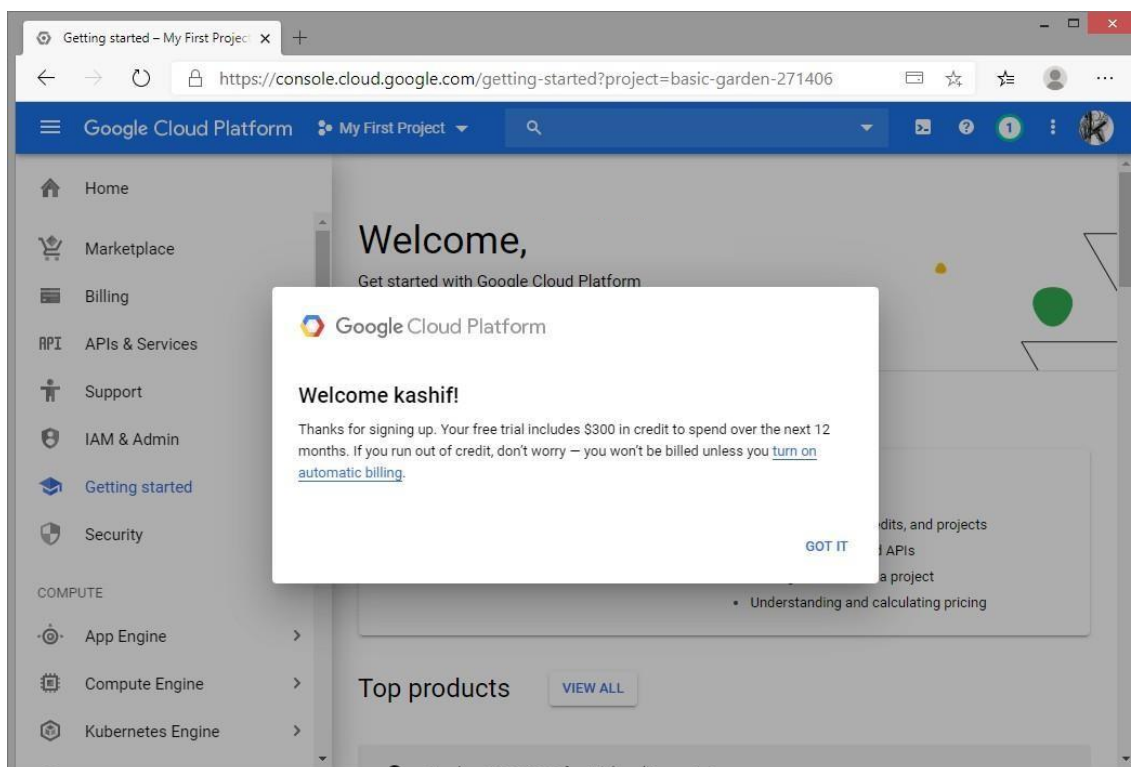 Getting started – My First Projec
https://console.cloud.google.com/getting-started?project=basic-garden-271406
Google Cloud Platform
My First Project
1
Home
Marketplace
Billing
API APIs & Services
Support
IAM & Admin
Getting started
Security
COMPUTE
App Engine
Compute Engine
Kubernetes Engine
Welcome,
Get started with Google Cloud Platform
Google Cloud Platform
Welcome kashif!
Thanks for signing up. Your free trial includes $300 in credit to spend over the next 12
months. If you run out of credit, don't worry — you won't be billed unless you turn on
automatic billing.
GOT IT
edits, and projects
APIs
a project
• Understanding and calculating pricing
Top products
VIEW ALL